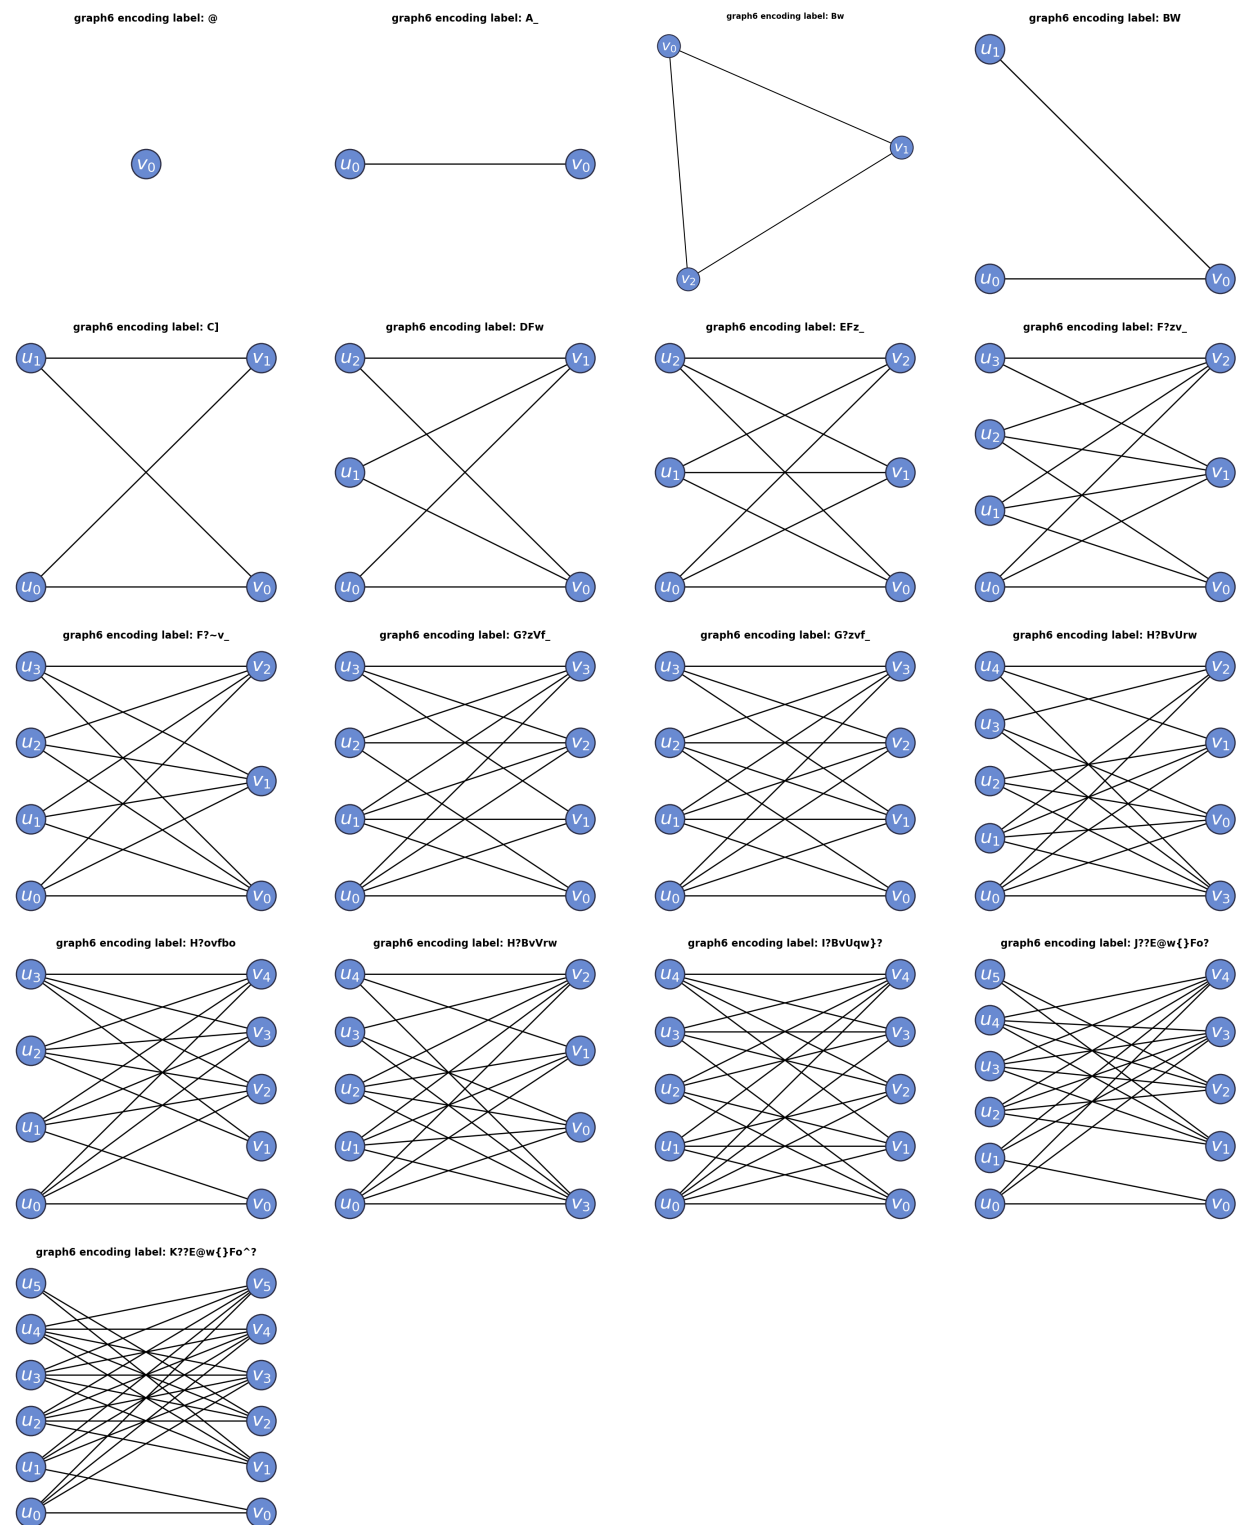 graph6 encoding label: @
graph6 encoding label: A_
graph6 encoding label: Bw
graph6 encoding label: BW
v0
u0 v0
v0
v1
v2
u1
u0 v0
graph6 encoding label: C]
graph6 encoding label: DFw
graph6 encoding label: EFz_
graph6 encoding label: F?zv_
u1 v1
u0 v0
u2 v1
u1
u0 v0
u2 v2
u1 v1
u0 v0
u3 v2
u2
v1
u1
u0 v0
graph6 encoding label: F?~v_
graph6 encoding label: G?zVf_
graph6 encoding label: G?zvf_
graph6 encoding label: H?BvUrw
u3 v2
u2
v1
u1
u0 v0
u3 v3
u2 v2
u1 v1
u0 v0
u3 v3
u2 v2
u1 v1
u0 v0
u4 v2
u3
v1
u2
v0
u1
u0 v3
graph6 encoding label: H?ovfbo
graph6 encoding label: H?BvVrw
graph6 encoding label: I?BvUqw}?
graph6 encoding label: J??E@w{}Fo?
u3 v4
v3
u2
v2
u1
v1
u0 v0
u4 v2
u3
v1
u2
v0
u1
u0 v3
u4 v4
u3 v3
u2 v2
u1 v1
u0 v0
u5 v4
u4
v3
u3
v2
u2
v1
u1
u0 v0
graph6 encoding label: K??E@w{}Fo^?
u5 v5
u4 v4
u3 v3
u2 v2
u1 v1
u0 v0